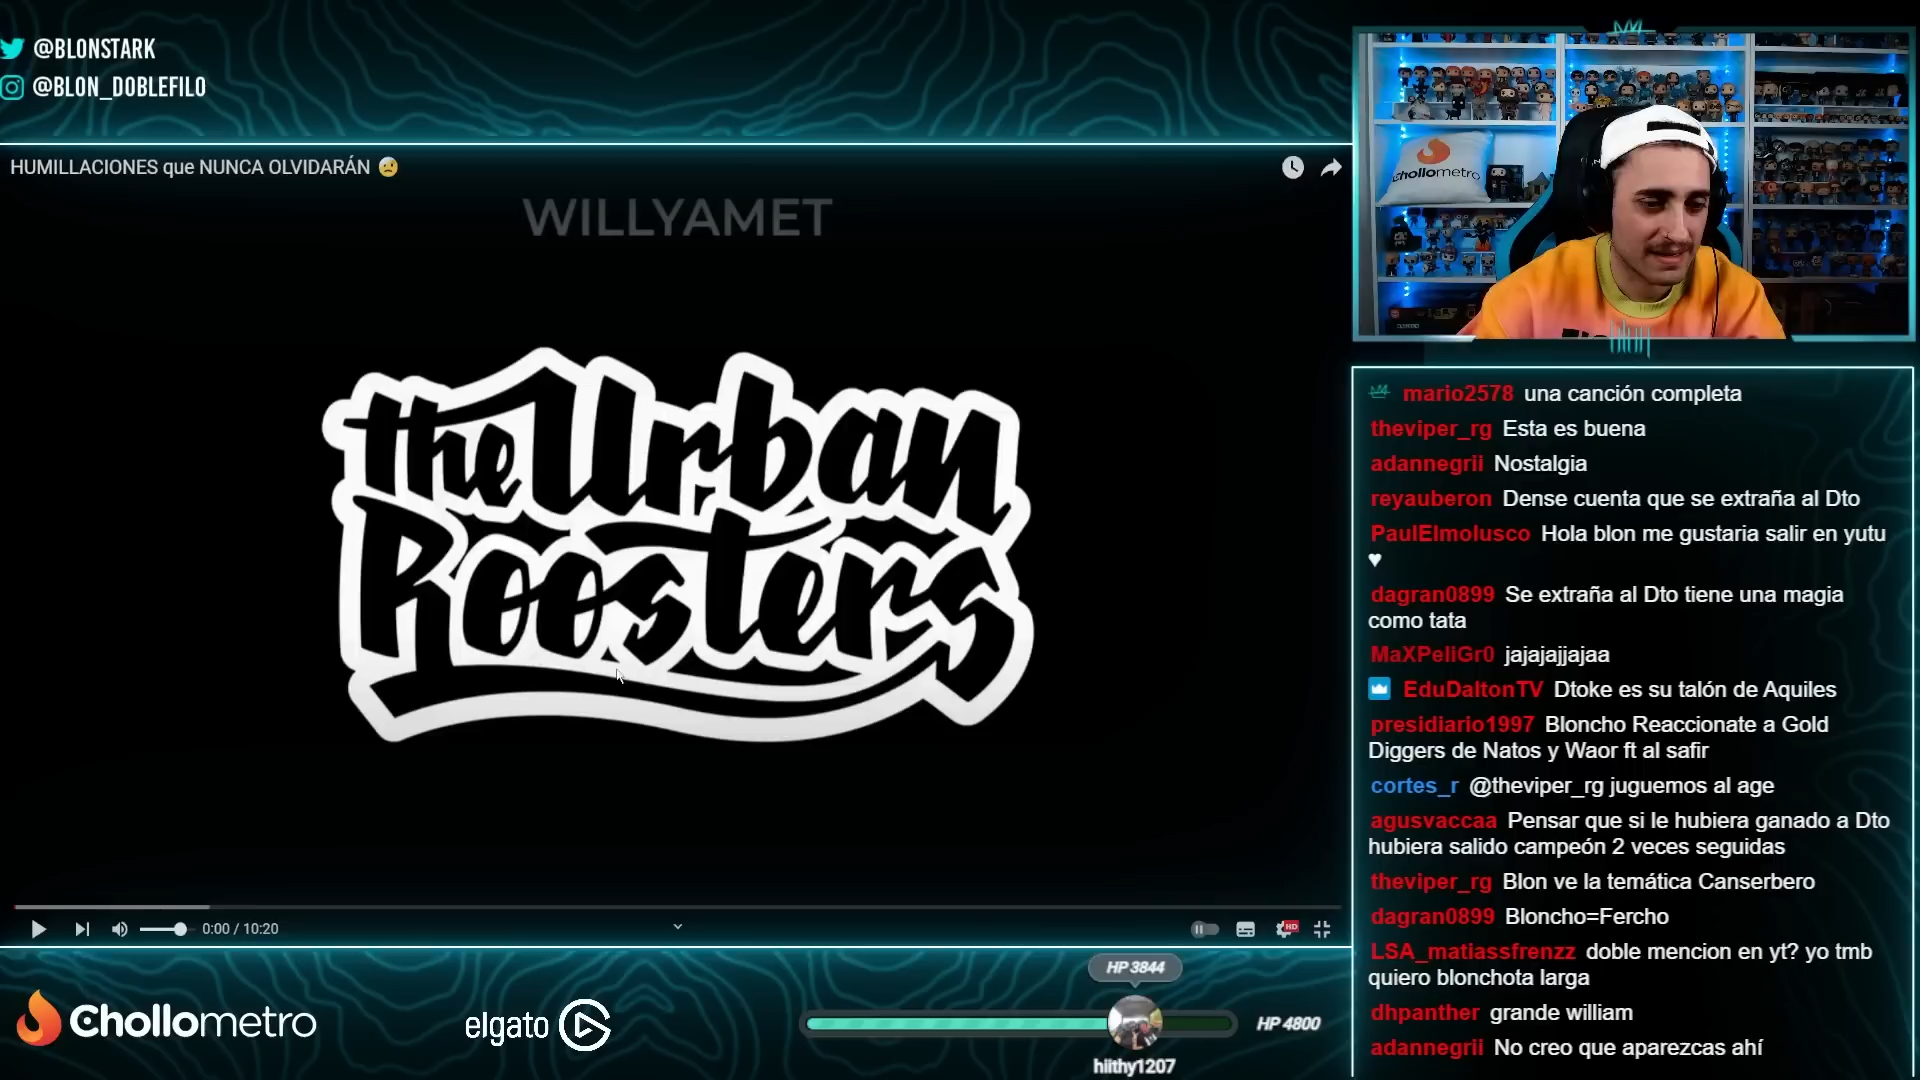 @BLONSTARK
@BLON_DOBLEFILO
HUMILLACIONES que NUNCA OLVIDARÁN
WILLYAMET
the Urban
Roosters
0:00 / 10:20
HD
Chollometro
elgato
HP 3844
HP 4800
hiithy1207
chollometro
mario2578 una canción completa
theviper_rg Esta es buena
adannegrii Nostalgia
reyauberon Dense cuenta que se extraña al Dto
PaulElmolusco Hola blon me gustaria salir en yutu
♥
dagran0899 Se extraña al Dto tiene una magia
como tata
MaXPeliGr0 jajajajjajaa
EduDaltonTV Dtoke es su talón de Aquiles
presidiario1997 Bloncho Reaccionate a Gold
Diggers de Natos y Waor ft al safir
cortes_r @theviper_rg juguemos al age
agusvaccaa Pensar que si le hubiera ganado a Dto
hubiera salido campeón 2 veces seguidas
theviper_rg Blon ve la temática Canserbero
dagran0899 Bloncho=Fercho
LSA_matiassfrenzz doble mencion en yt? yo tmb
quiero blonchota larga
dhpanther grande william
adannegrii No creo que aparezcas ahí